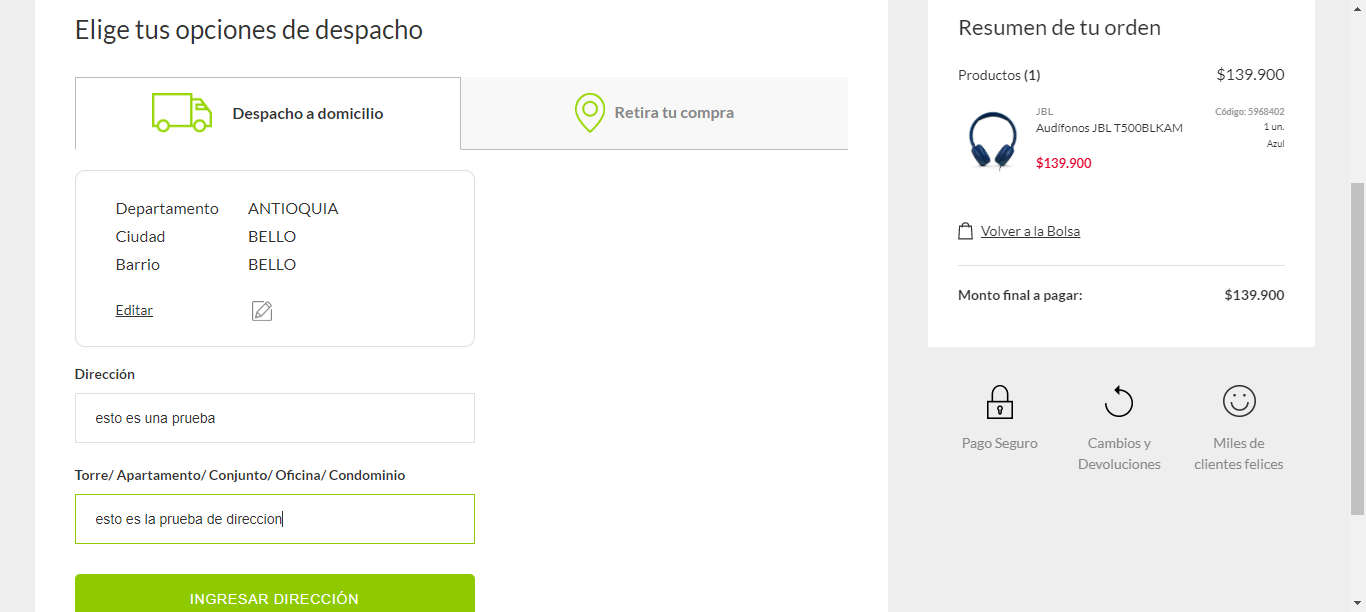 Elige tus opciones de despacho
Despacho a domicilio
Retira tu compra
Departamento ANTIOQUIA
Ciudad BELLO
Barrio BELLO
Editar
Dirección
esto es una prueba
Torre/ Apartamento/ Conjunto/ Oficina/ Condominio
esto es la prueba de direccion
INGRESAR DIRECCIÓN
Resumen de tu orden
Productos (1) $139.900
JBL Código: 5968402
Audífonos JBL T500BLKAM 1 un.
Azul
$139.900
Volver a la Bolsa
Monto final a pagar: $139.900
Pago Seguro
Cambios y
Devoluciones
Miles de
clientes felices